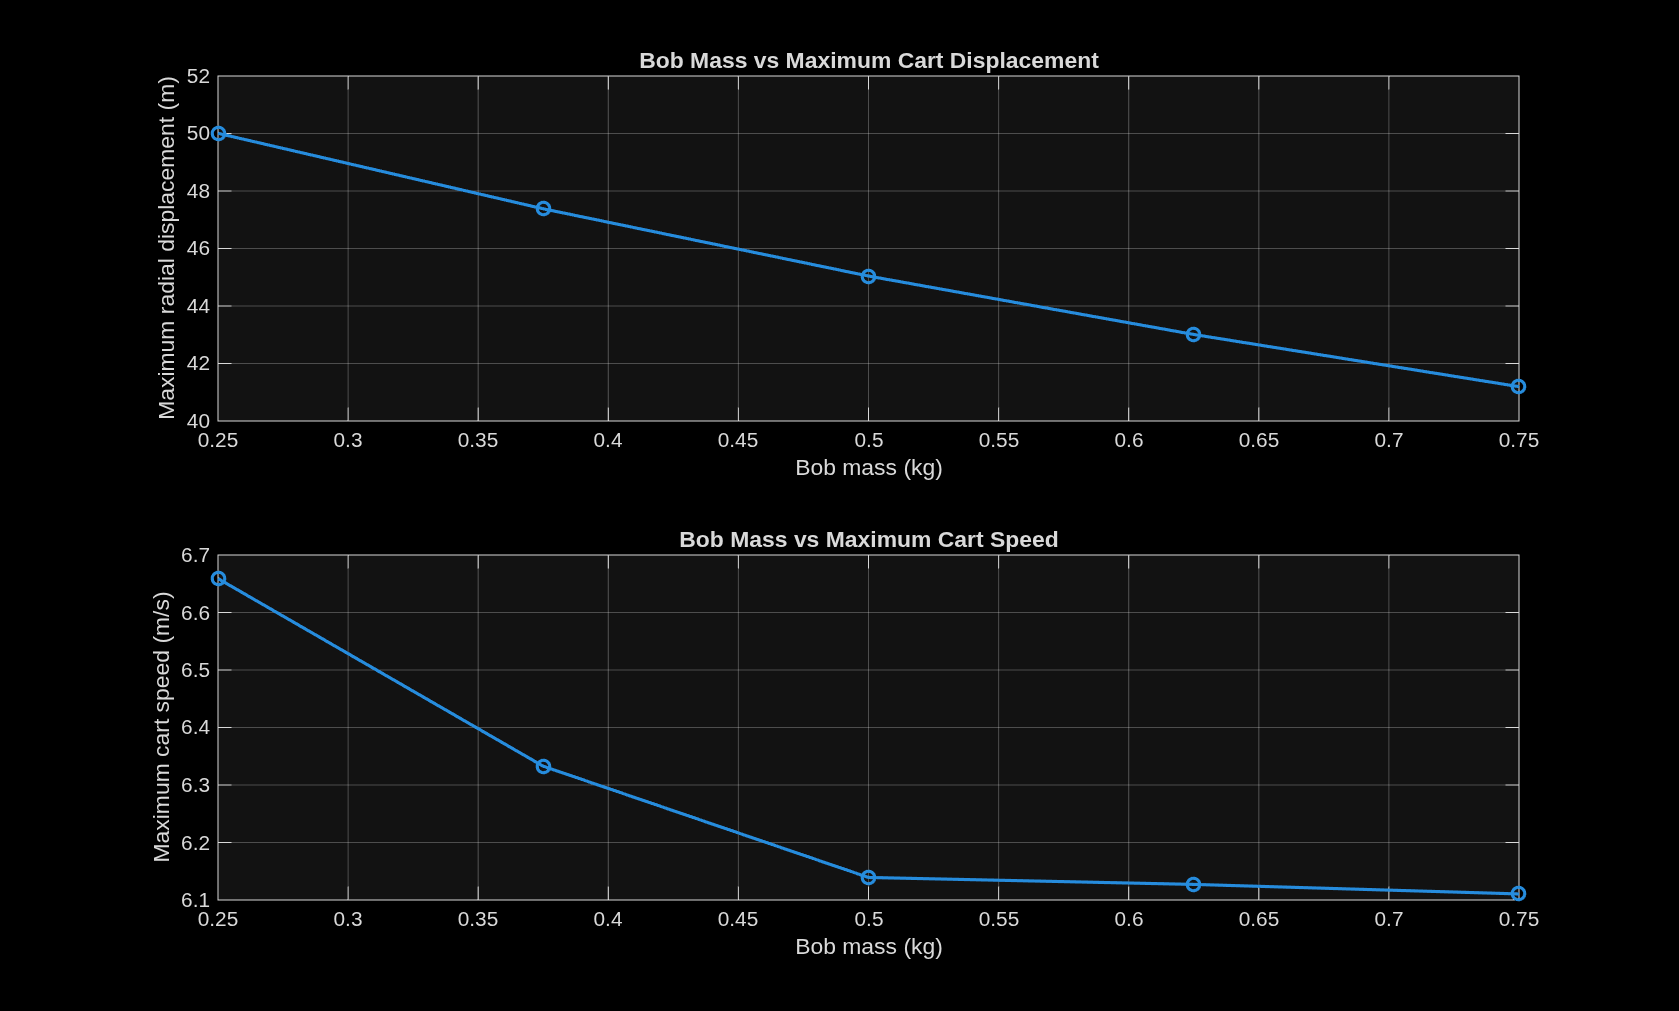 Bob Mass vs Maximum Cart Displacement
Maximum radial displacement (m)
52
50
48
46
44
42
40
0.25 0.3 0.35 0.4 0.45 0.5 0.55 0.6 0.65 0.7 0.75
Bob mass (kg)
Bob Mass vs Maximum Cart Speed
Maximum cart speed (m/s)
6.7
6.6
6.5
6.4
6.3
6.2
6.1
0.25 0.3 0.35 0.4 0.45 0.5 0.55 0.6 0.65 0.7 0.75
Bob mass (kg)